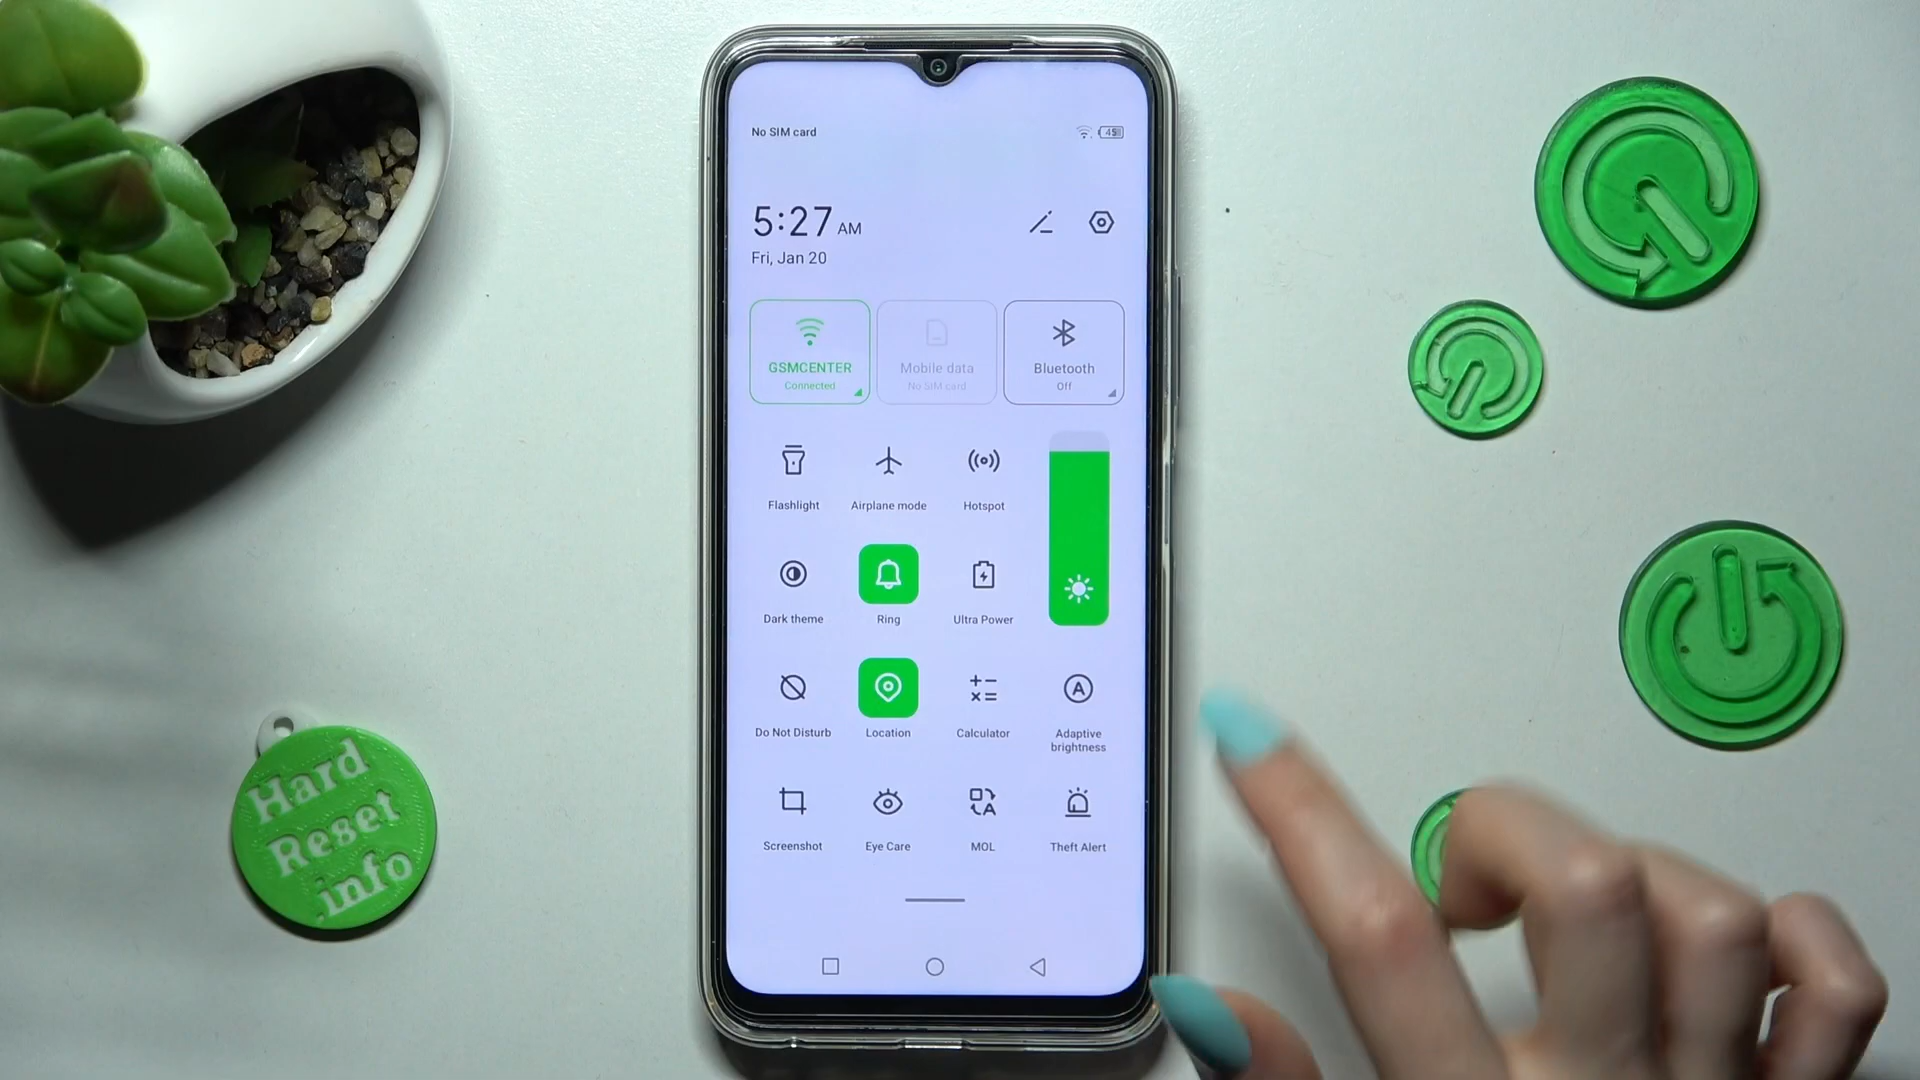 No SIM card
5:27 AM
Fri, Jan 20
GSMCENTER
Connected
Mobile data
No SIM card
Bluetooth
Off
Flashlight
Airplane mode
Hotspot
Dark theme
Ring
Ultra Power
Do Not Disturb
Location
Calculator
Adaptive
brightness
Screenshot
Eye Care
MOL
Theft Alert
Hard
Reset
.info